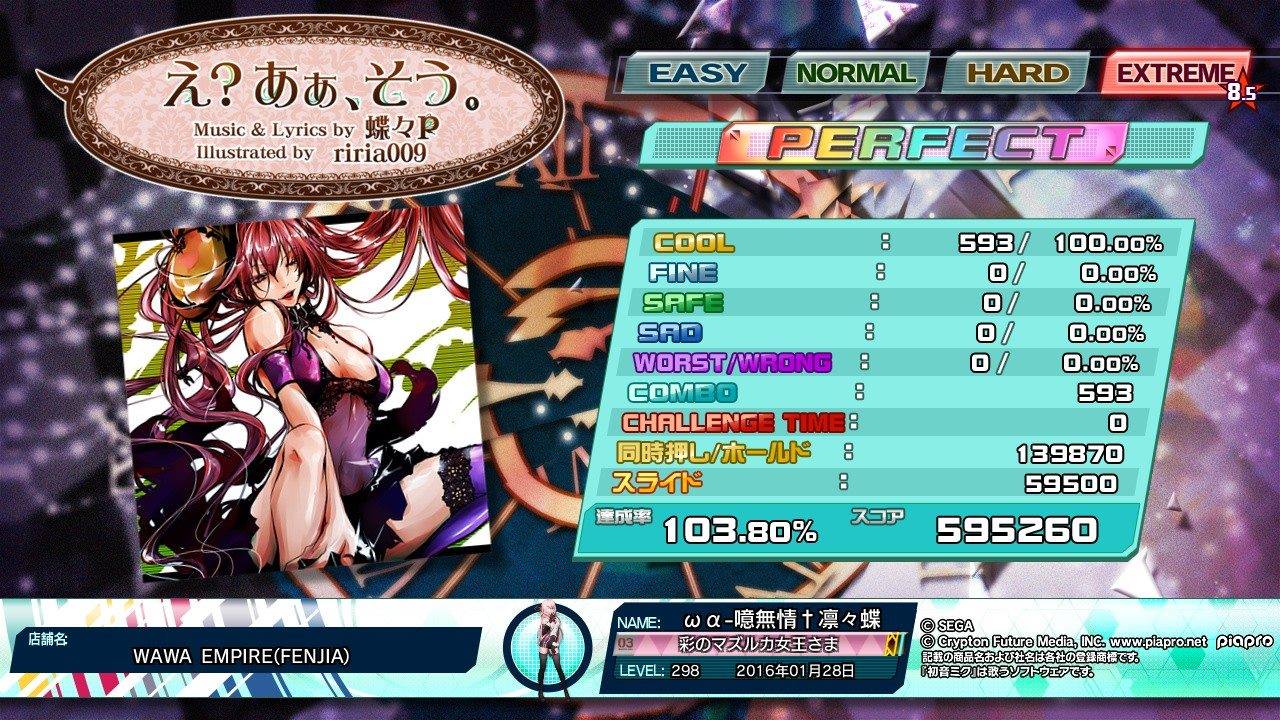 え?あぁ、そう。
Music & Lyrics by 蝶々P
Illustrated by riria009
EASY NORMAL HARD EXTREME
8.5
PERFECT
COOL : 593 / 100.00%
FINE : 0 / 0.00%
SAFE : 0 / 0.00%
SAD : 0 / 0.00%
WORST/WRONG : 0 / 0.00%
COMBO : 593
CHALLENGE TIME : 0
同時押し/ホールド : 139870
スライド : 59500
達成率 103.80% スコア 595260
店舗名
WAWA EMPIRE(FENJIA)
NAME: ωα-噫無情†凛々蝶
03 彩のマズルカ女王さま
LEVEL: 298 2016年01月28日
© SEGA
© Crypton Future Media, INC. www.piapro.net piapro
記載の商品名および社名は各社の登録商標です。
『初音ミク』は歌うソフトウェアです。